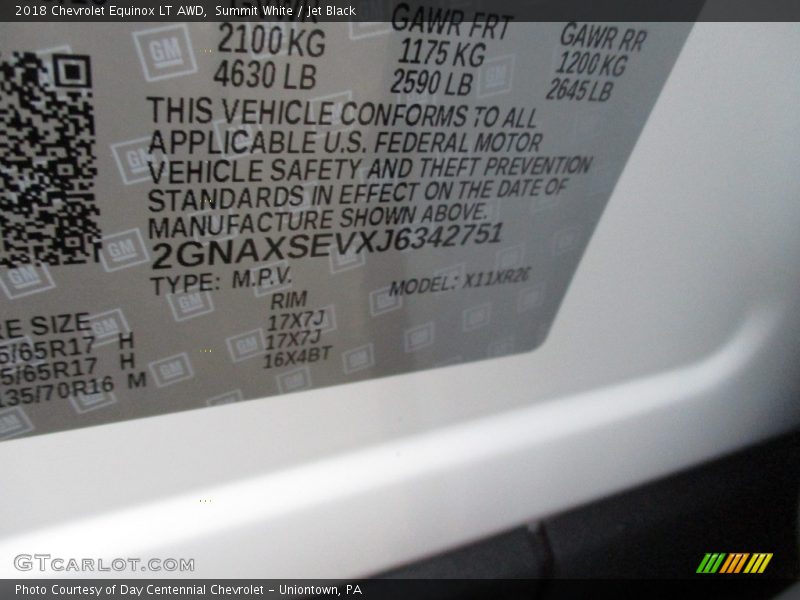 2018 Chevrolet Equinox LT AWD, Summit White / Jet Black
GAWR FRT
GAWR RR
2100 KG
1175 KG
1200 KG
4630 LB
2590 LB
2645 LB
THIS VEHICLE CONFORMS TO ALL
APPLICABLE U.S. FEDERAL MOTOR
VEHICLE SAFETY AND THEFT PREVENTION
STANDARDS IN EFFECT ON THE DATE OF
MANUFACTURE SHOWN ABOVE.
2GNAXSEVXJ6342751
TYPE: M.P.V.
MODEL: X11XR26
RE SIZE
RIM
5/65R17 H
17X7J
5/65R17 H
17X7J
135/70R16 M
16X4BT
GM
GTCARLOT.COM
Photo Courtesy of Day Centennial Chevrolet - Uniontown, PA